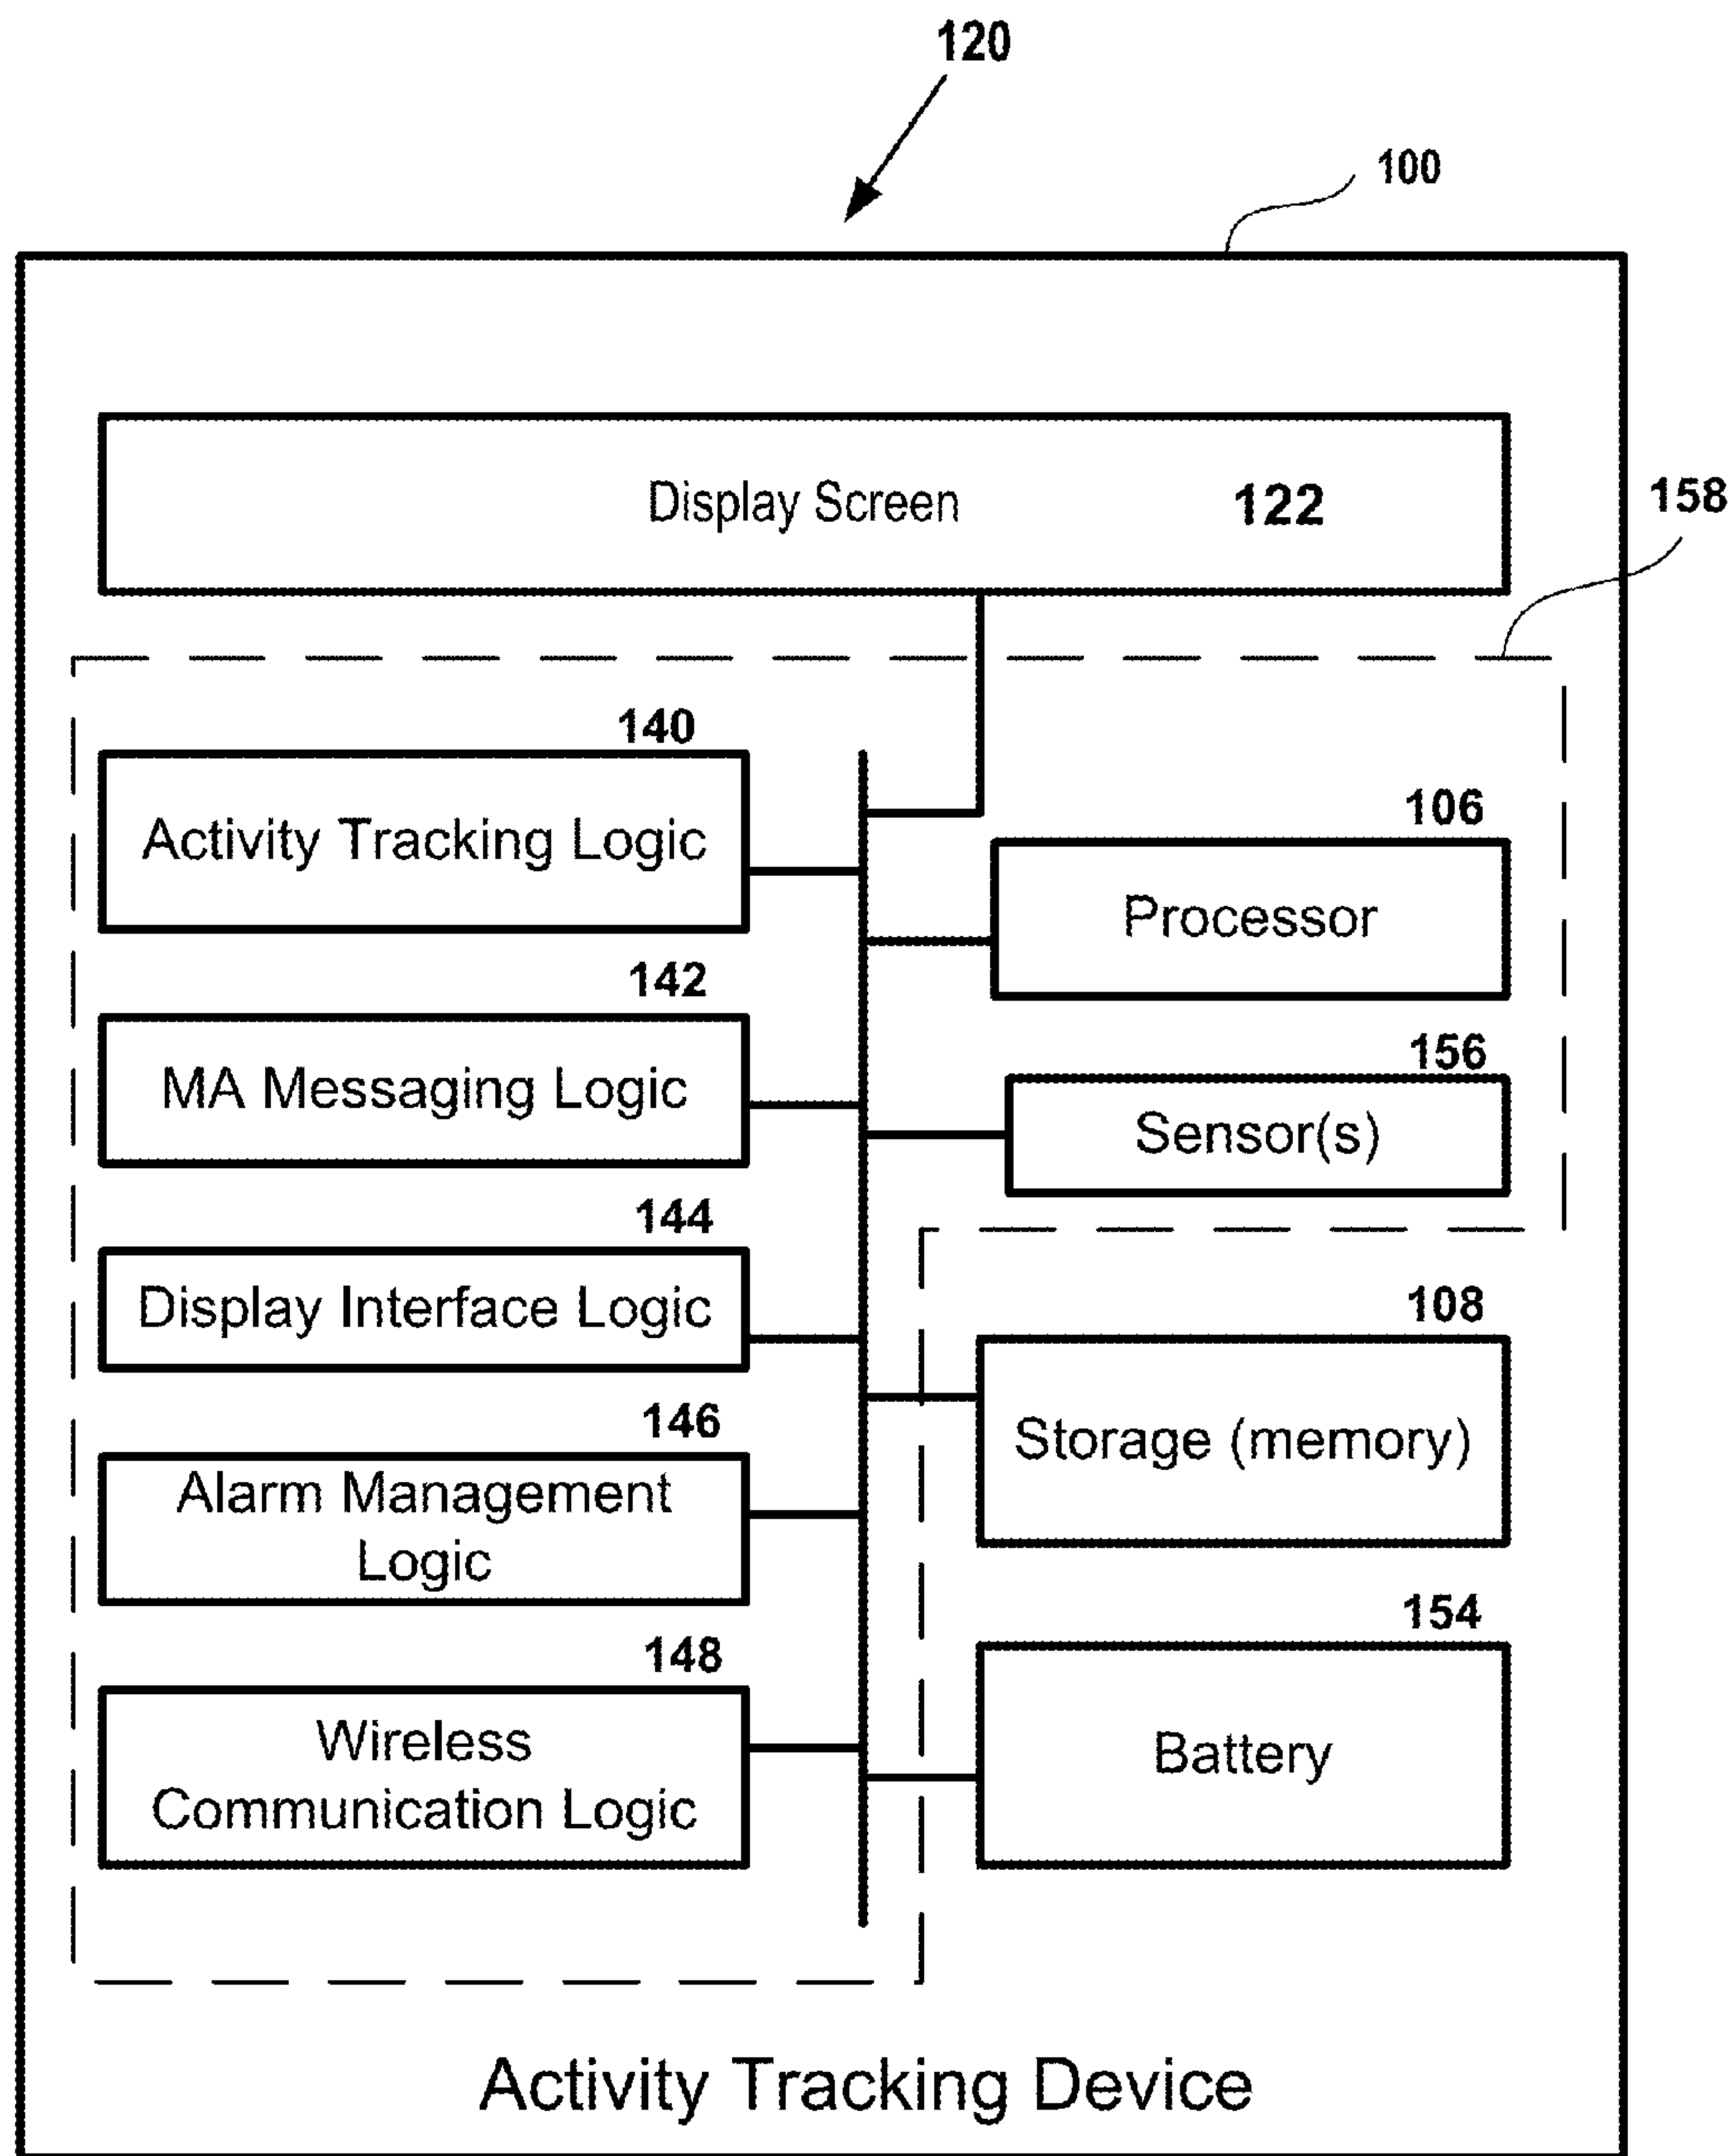 120
100
Display Screen 122
158
140
Activity Tracking Logic
106
Processor
142
MA Messaging Logic
156
Sensor(s)
144
Display Interface Logic
108
Storage (memory)
146
Alarm Management
Logic
154
Battery
148
Wireless
Communication Logic
Activity Tracking Device